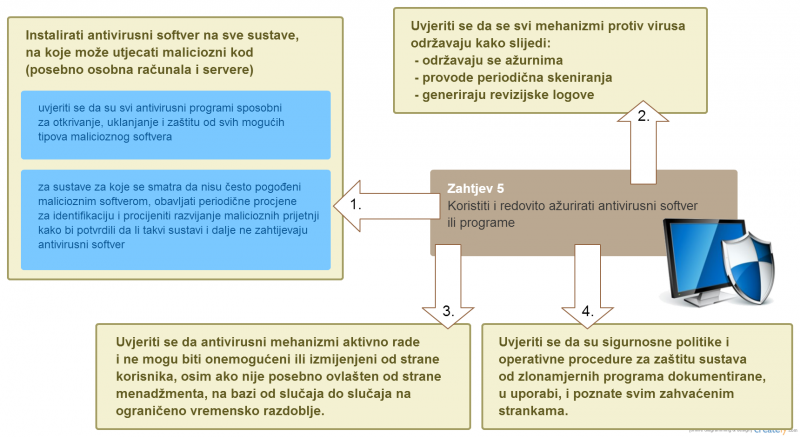 Instalirati antivirusni softver na sve sustave,
na koje može utjecati maliciozni kod
(posebno osobna računala i servere)
uvjeriti se da su svi antivirusni programi sposobni
za otkrivanje, uklanjanje i zaštitu od svih mogućih
tipova malicioznog softvera
za sustave za koje se smatra da nisu često pogođeni
malicioznim softverom, obavljati periodične procjene
za identifikaciju i procijeniti razvijanje malicioznih prijetnji
kako bi potvrdili da li takvi sustavi i dalje ne zahtijevaju
antivirusni softver
1.
Uvjeriti se da se svi mehanizmi protiv virusa
održavaju kako slijedi:
- održavaju se ažurnima
- provode periodična skeniranja
- generiraju revizijske logove
2.
Zahtjev 5
Koristiti i redovito ažurirati antivirusni softver
ili programe
3.
Uvjeriti se da antivirusni mehanizmi aktivno rade
i ne mogu biti onemogućeni ili izmijenjeni od strane
korisnika, osim ako nije posebno ovlašten od strane
menadžmenta, na bazi od slučaja do slučaja na
ograničeno vremensko razdoblje.
4.
Uvjeriti se da su sigurnosne politike i
operativne procedure za zaštitu sustava
od zlonamjernih programa dokumentirane,
u uporabi, i poznate svim zahvaćenim
strankama.